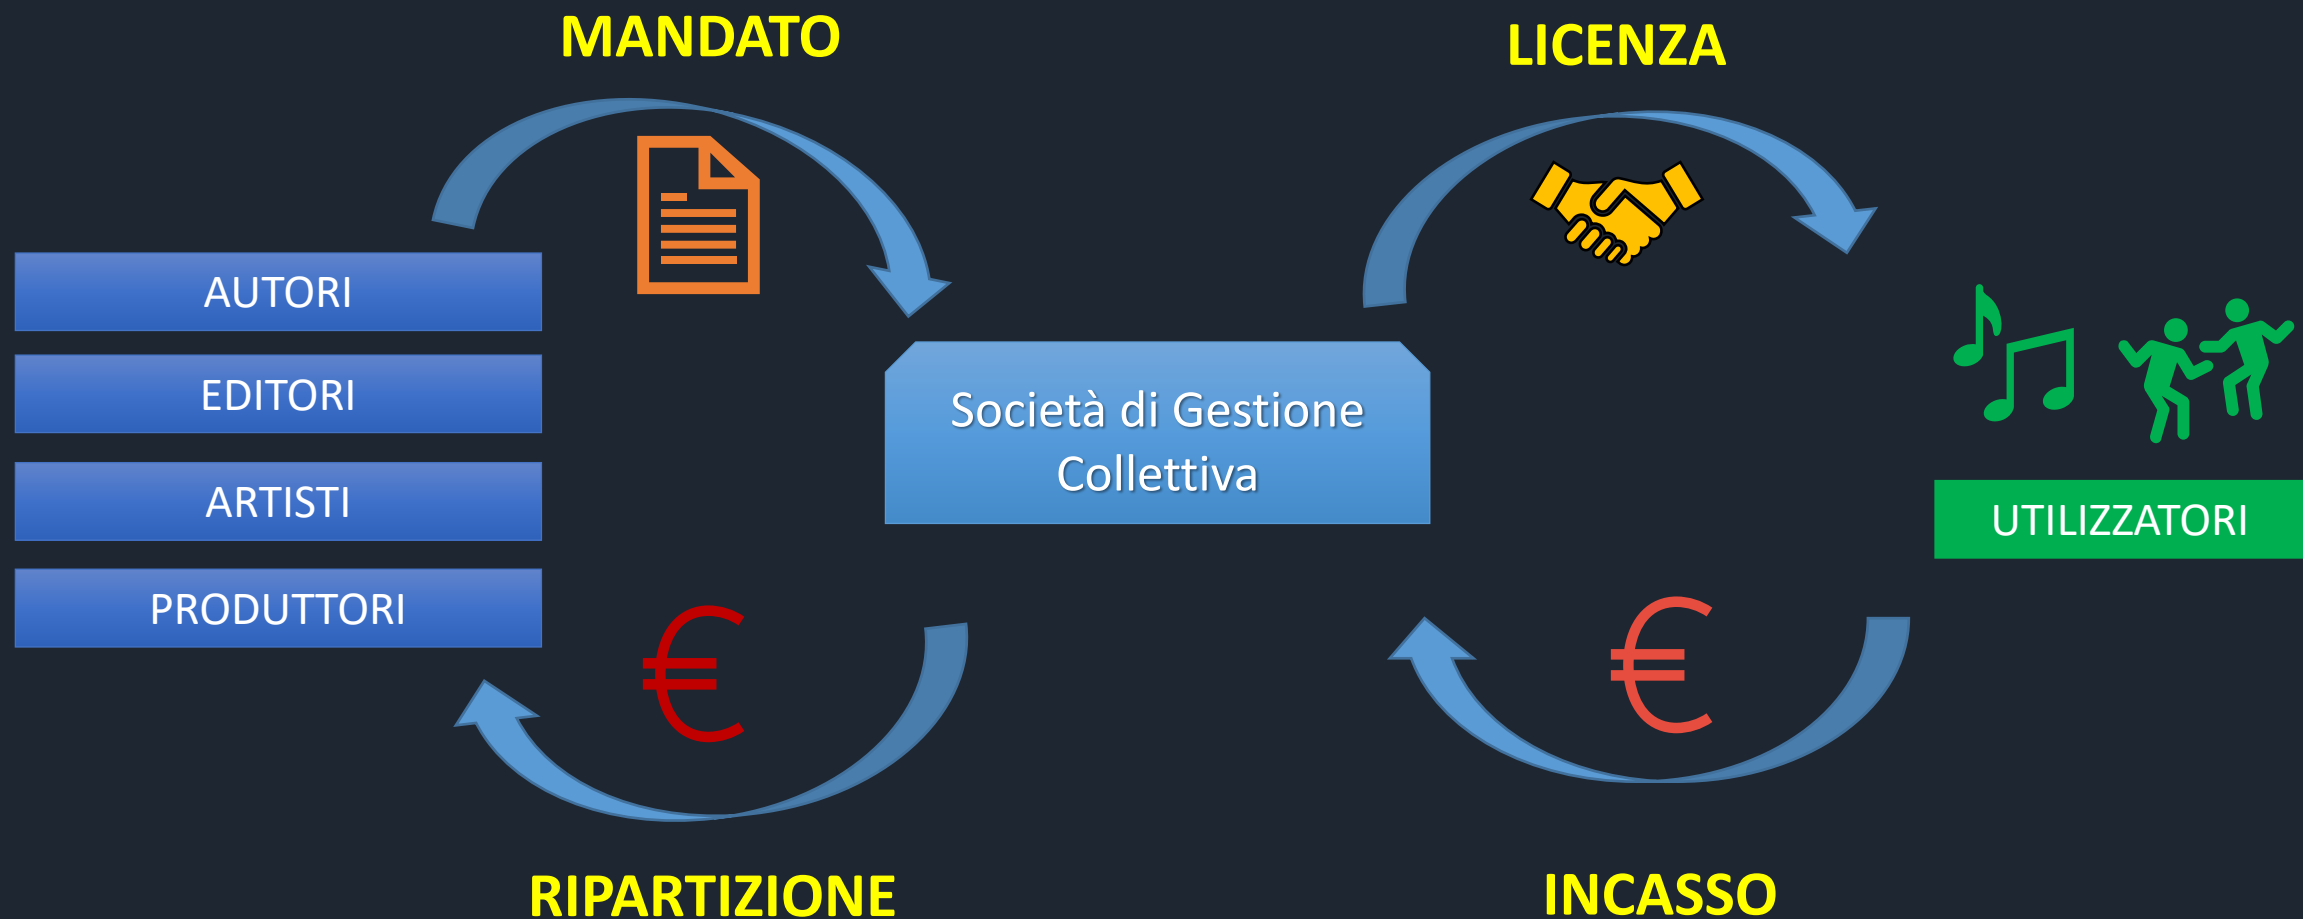 MANDATO
LICENZA
AUTORI
EDITORI
ARTISTI
PRODUTTORI
Società di Gestione
Collettiva
UTILIZZATORI
€
€
RIPARTIZIONE
INCASSO